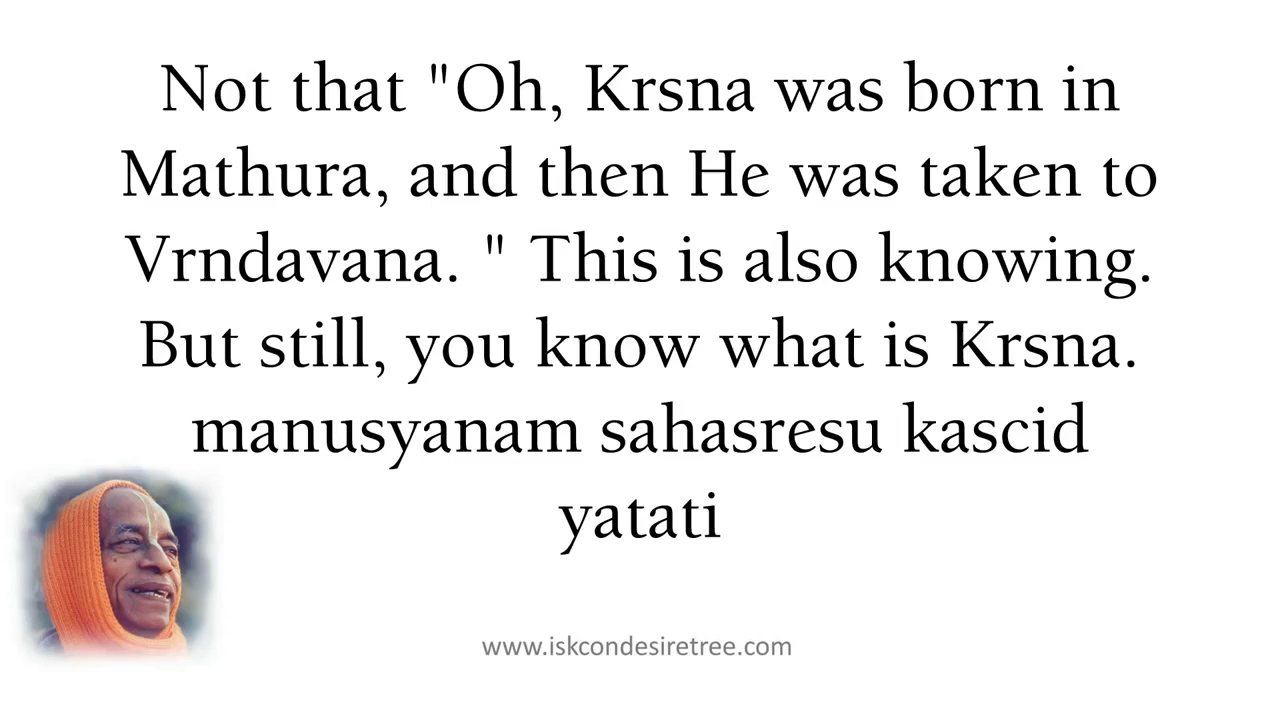 Not that "Oh, Krsna was born in
Mathura, and then He was taken to
Vrndavana. " This is also knowing.
But still, you know what is Krsna.
manusyanam sahasresu kascid
yatati
www.iskcondesiretree.com